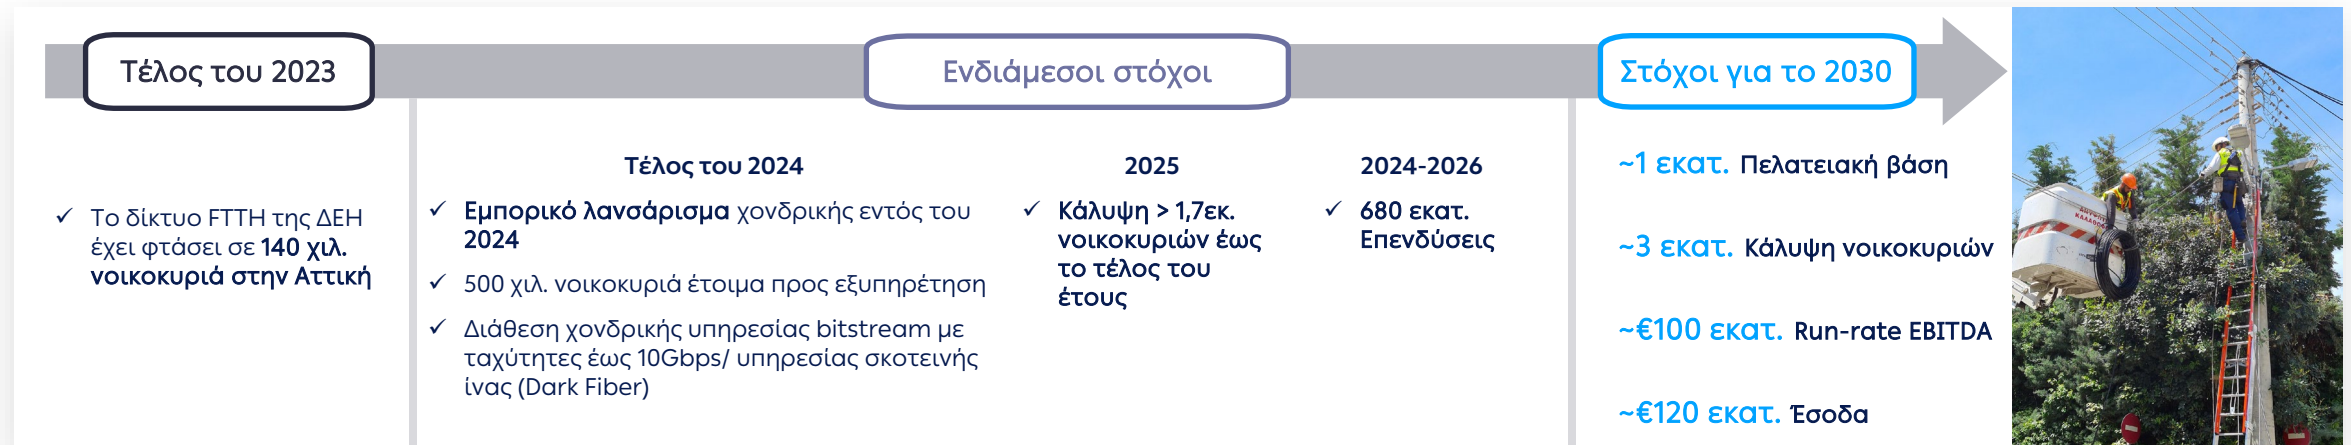 Τέλος του 2023
Ενδιάμεσοι στόχοι
Στόχοι για το 2030
Το δίκτυο FTTH της ΔΕΗ
έχει φτάσει σε 140 χιλ.
νοικοκυριά στην Αττική
Τέλος του 2024
Εμπορικό λανσάρισμα χονδρικής εντός του
2024
500 χιλ. νοικοκυριά έτοιμα προς εξυπηρέτηση
Διάθεση χονδρικής υπηρεσίας bitstream με
ταχύτητες έως 10Gbps/ υπηρεσίας σκοτεινής
ίνας (Dark Fiber)
2025
Κάλυψη > 1,7εκ.
νοικοκυριών έως
το τέλος του
έτους
2024-2026
680 εκατ.
Επενδύσεις
~1 εκατ. Πελατειακή βάση
~3 εκατ. Κάλυψη νοικοκυριών
~€100 εκατ. Run-rate EBITDA
~€120 εκατ. Έσοδα